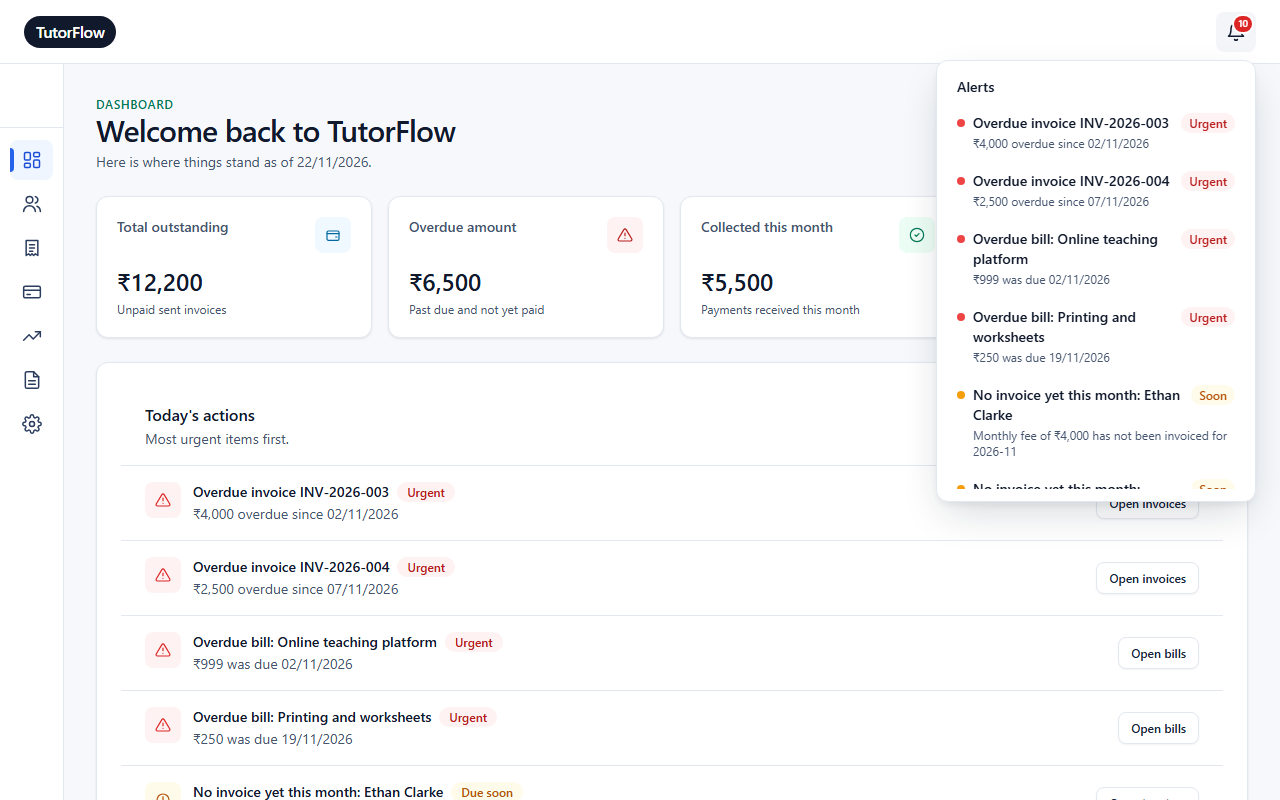 TutorFlow
10
DASHBOARD
Welcome back to TutorFlow
Here is where things stand as of 22/11/2026.
Total outstanding
₹12,200
Unpaid sent invoices
Overdue amount
₹6,500
Past due and not yet paid
Collected this month
₹5,500
Payments received this month
Alerts
Overdue invoice INV-2026-003 Urgent
₹4,000 overdue since 02/11/2026
Overdue invoice INV-2026-004 Urgent
₹2,500 overdue since 07/11/2026
Overdue bill: Online teaching Urgent
platform
₹999 was due 02/11/2026
Overdue bill: Printing and Urgent
worksheets
₹250 was due 19/11/2026
No invoice yet this month: Ethan Soon
Clarke
Monthly fee of ₹4,000 has not been invoiced for
2026-11
No invoice yet this month: Soon
Today's actions
Most urgent items first.
Overdue invoice INV-2026-003 Urgent
₹4,000 overdue since 02/11/2026
Open invoices
Overdue invoice INV-2026-004 Urgent
₹2,500 overdue since 07/11/2026
Open invoices
Overdue bill: Online teaching platform Urgent
₹999 was due 02/11/2026
Open bills
Overdue bill: Printing and worksheets Urgent
₹250 was due 19/11/2026
Open bills
No invoice yet this month: Ethan Clarke Due soon